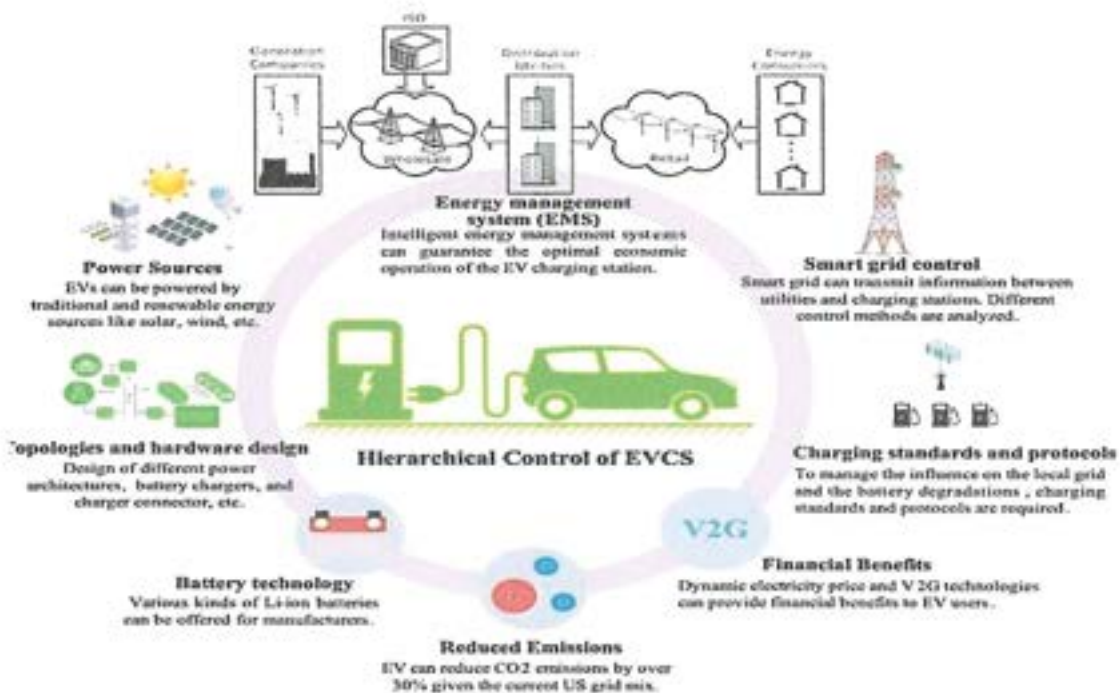 ISO
Generation
Companies
Distribution
Utilities
Energy
Consumers
Wholesale
Retail
Energy management
system (EMS)
Intelligent energy management systems
can guarantee the optimal economic
operation of the EV charging station.
Power Sources
EVs can be powered by
traditional and renewable energy
sources like solar, wind, etc.
Smart grid control
Smart grid can transmit information between
utilities and charging stations. Different
control methods are analyzed.
opologies and hardware design
Design of different power
architectures, battery chargers, and
charger connector, etc.
Hierarchical Control of EVCS
Charging standards and protocols
To manage the influence on the local grid
and the battery degradations , charging
standards and protocols are required.
V2G
Financial Benefits
Dynamic electricity price and V2G technologies
can provide financial benefits to EV users.
Battery technology
Various kinds of Li-ion batteries
can be offered for manufacturers.
Reduced Emissions
EV can reduce CO2 emissions by over
30% given the current US grid mix.